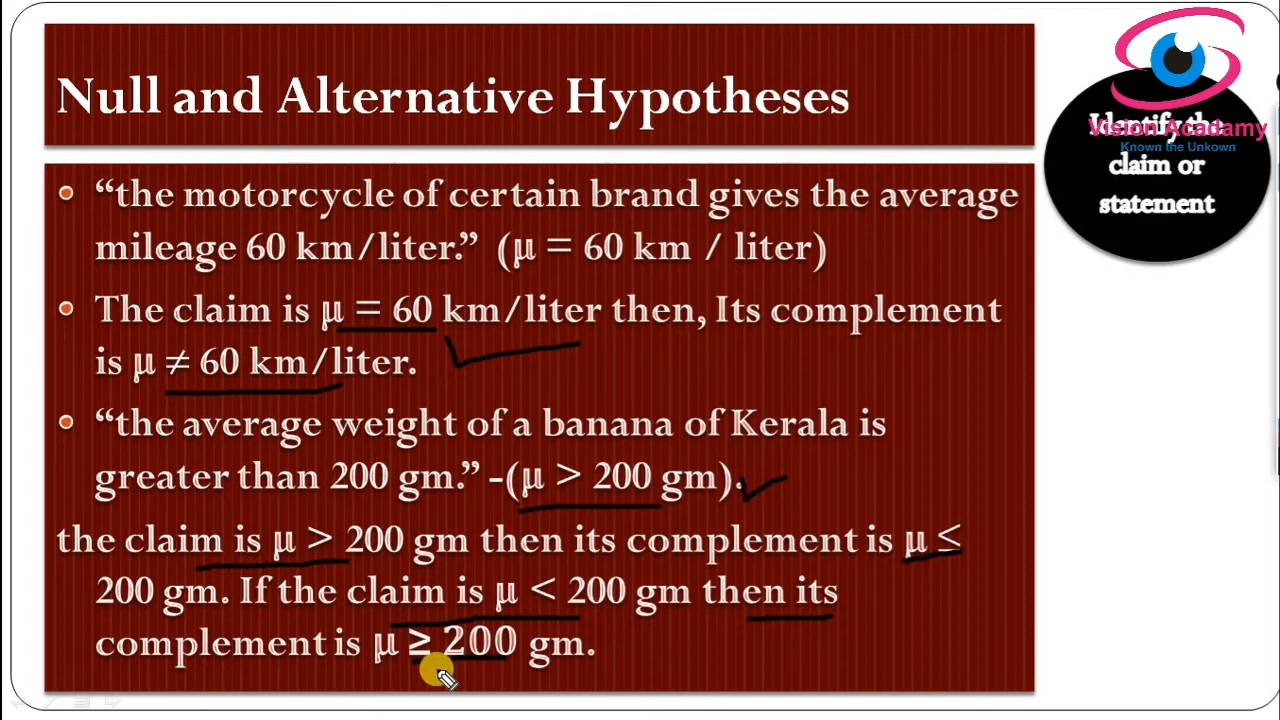 Null and Alternative Hypotheses
• “the motorcycle of certain brand gives the average
mileage 60 km/liter.” (μ = 60 km / liter)
• The claim is μ = 60 km/liter then, Its complement
is μ ≠ 60 km/liter.
• “the average weight of a banana of Kerala is
greater than 200 gm.” -(μ > 200 gm).
the claim is μ > 200 gm then its complement is μ ≤
200 gm. If the claim is μ < 200 gm then its
complement is μ ≥ 200 gm.
Identify the
claim or
statement
Vision Acadamy
Known the Unkown